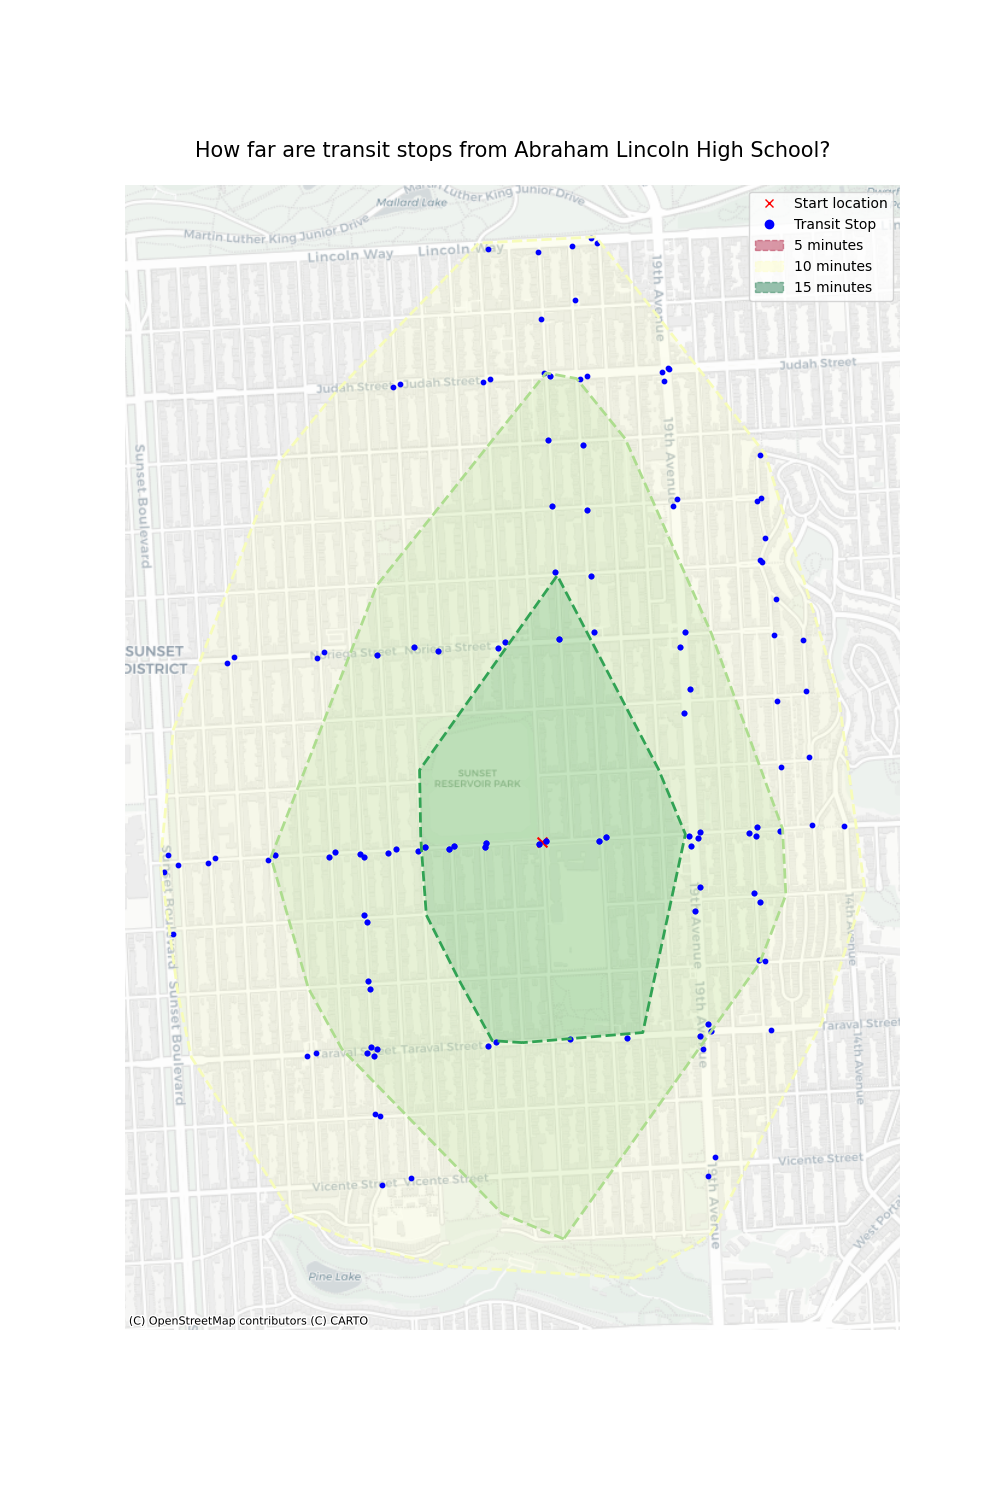 How far are transit stops from Abraham Lincoln High School?
Martin Luther King Junior Drive
Mallard Lake
Martin Luther King Junior Drive
Start location
Transit Stop
5 minutes
10 minutes
15 minutes
Lincoln Way
Lincoln Way
19th Avenue
Judah Street
Judah Street
Judah Street
19th Avenue
Sunset Boulevard
SUNSET
DISTRICT
Noriega Street
Noriega Street
SUNSET
RESERVOIR PARK
Sunset Boulevard
19th Avenue
14th Avenue
Sunset Boulevard
19th Avenue
Taraval Street
Taraval Street
Taraval Street
14th Avenue
Vicente Street
Vicente Street
Vicente Street
19th Avenue
West Portal
Pine Lake
(C) OpenStreetMap contributors (C) CARTO